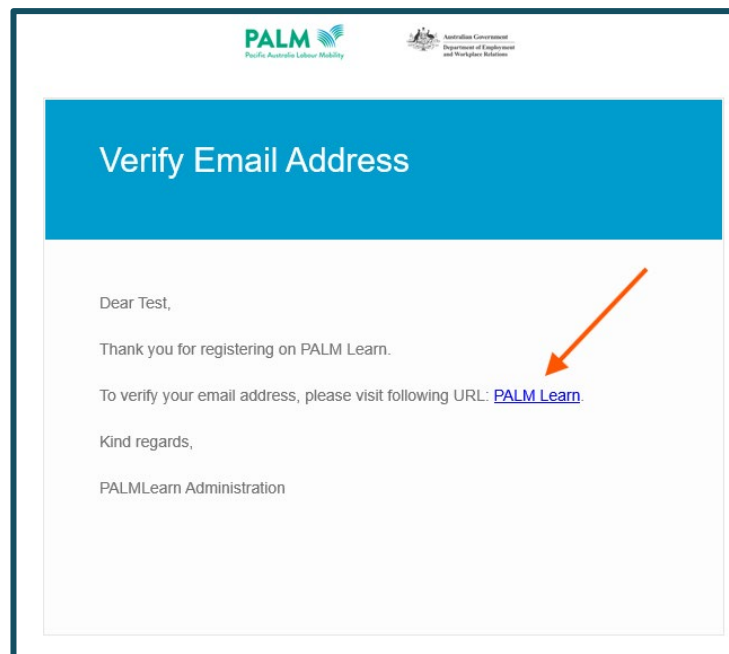 PALM
Pacific Australia Labour Mobility
Australian Government
Department of Employment
and Workplace Relations
Verify Email Address
Dear Test,
Thank you for registering on PALM Learn.
To verify your email address, please visit following URL: PALM Learn.
Kind regards,
PALMLearn Administration